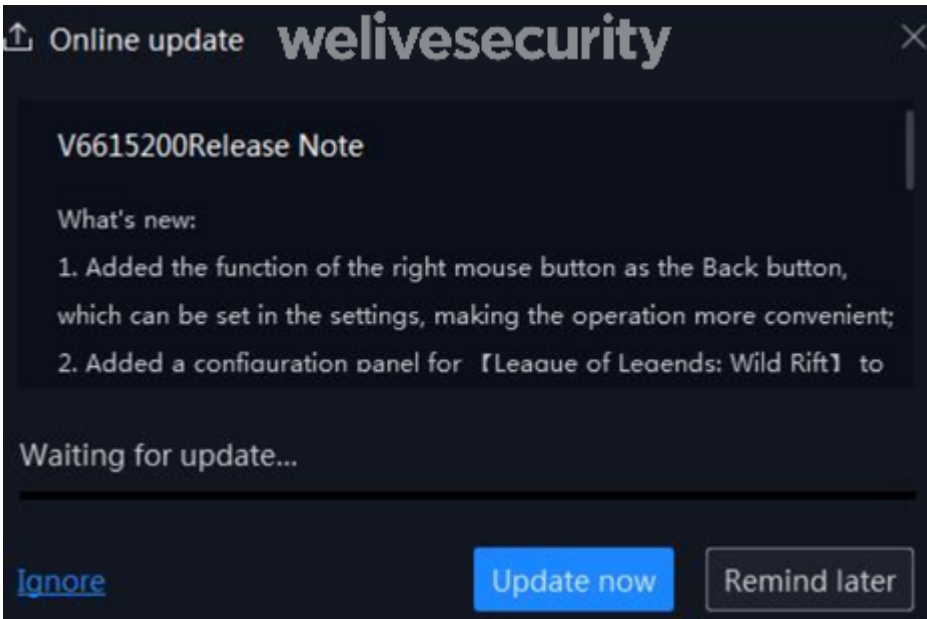 Online update
welivesecurity
V6615200Release Note
What's new:
1. Added the function of the right mouse button as the Back button,
which can be set in the settings, making the operation more convenient;
2. Added a configuration panel for 【League of Legends: Wild Rift】 to
Waiting for update...
Ignore
Update now
Remind later